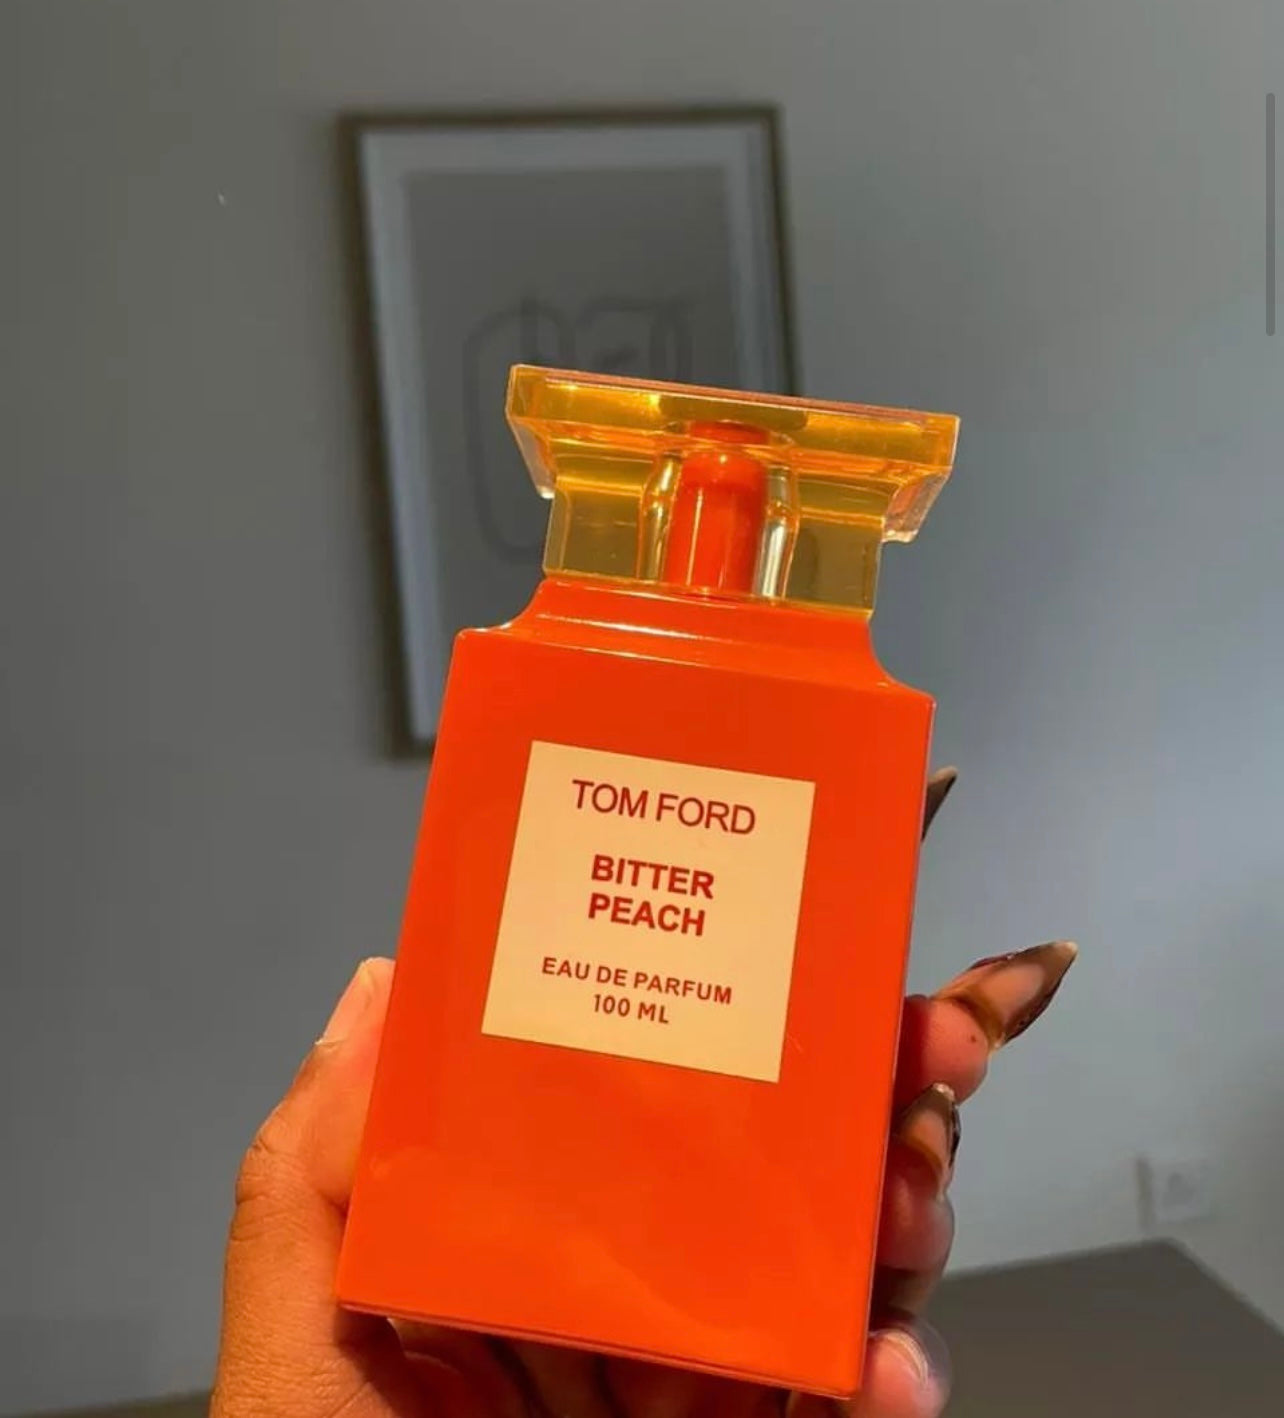 TOM FORD
BITTER
PEACH
EAU DE PARFUM
100 ML